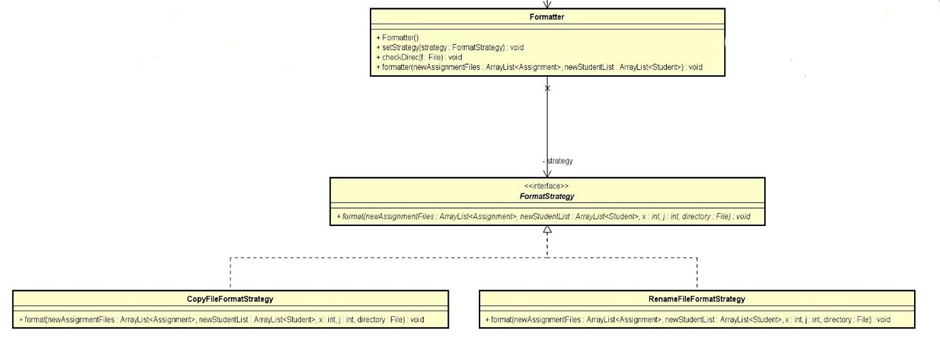 Formatter
+ Formatter()
+ setStrategy(strategy : FormatStrategy) : void
+ checkDirec(f : File) : void
+ formatter(newAssignmentFiles : ArrayList<Assignment>, newStudentList : ArrayList<Student>) : void
- strategy
<<interface>>
FormatStrategy
+ format(newAssignmentFiles : ArrayList<Assignment>, newStudentList : ArrayList<Student>, x : int, j : int, directory : File) : void
CopyFileFormatStrategy
+ format(newAssignmentFiles : ArrayList<Assignment>, newStudentList : ArrayList<Student>, x : int, j : int, directory : File) : void
RenameFileFormatStrategy
+ format(newAssignmentFiles : ArrayList<Assignment>, newStudentList : ArrayList<Student>, x : int, j : int, directory : File) : void